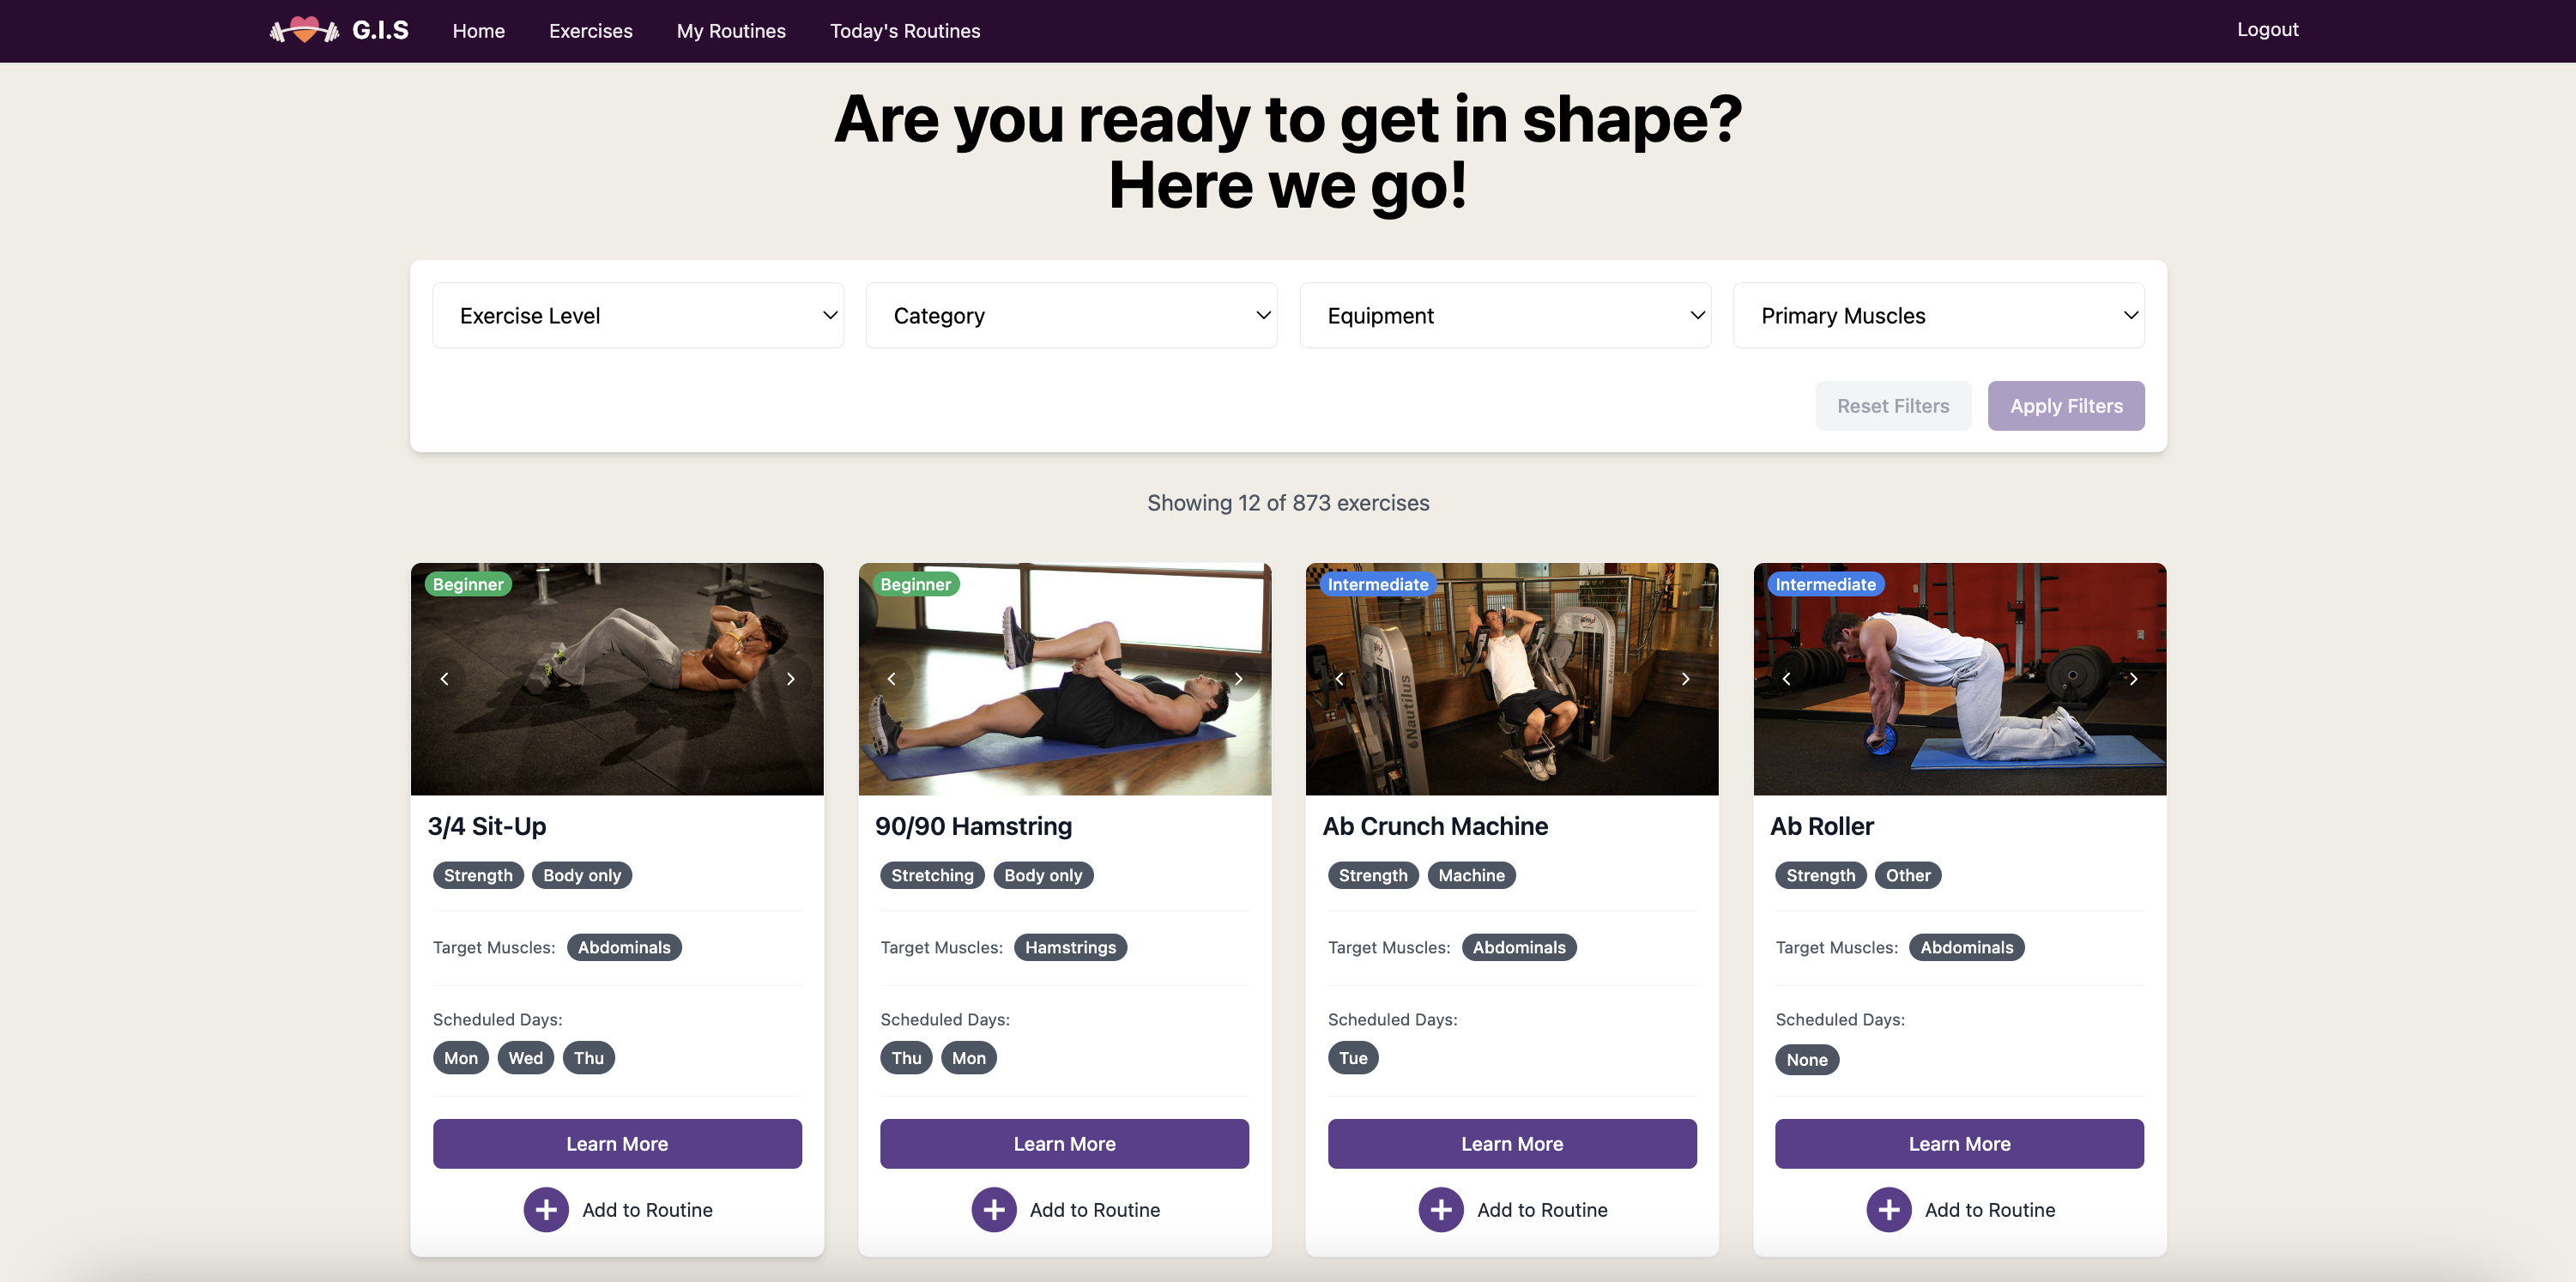 G.I.S Home Exercises My Routines Today's Routines Logout
Are you ready to get in shape?
Here we go!
Exercise Level Category Equipment Primary Muscles
Reset Filters Apply Filters
Showing 12 of 873 exercises
Beginner
3/4 Sit-Up
Strength Body only
Target Muscles: Abdominals
Scheduled Days:
Mon Wed Thu
Learn More
Add to Routine
Beginner
90/90 Hamstring
Stretching Body only
Target Muscles: Hamstrings
Scheduled Days:
Thu Mon
Learn More
Add to Routine
Intermediate
Nautilus
Ab Crunch Machine
Strength Machine
Target Muscles: Abdominals
Scheduled Days:
Tue
Learn More
Add to Routine
Intermediate
Ab Roller
Strength Other
Target Muscles: Abdominals
Scheduled Days:
None
Learn More
Add to Routine